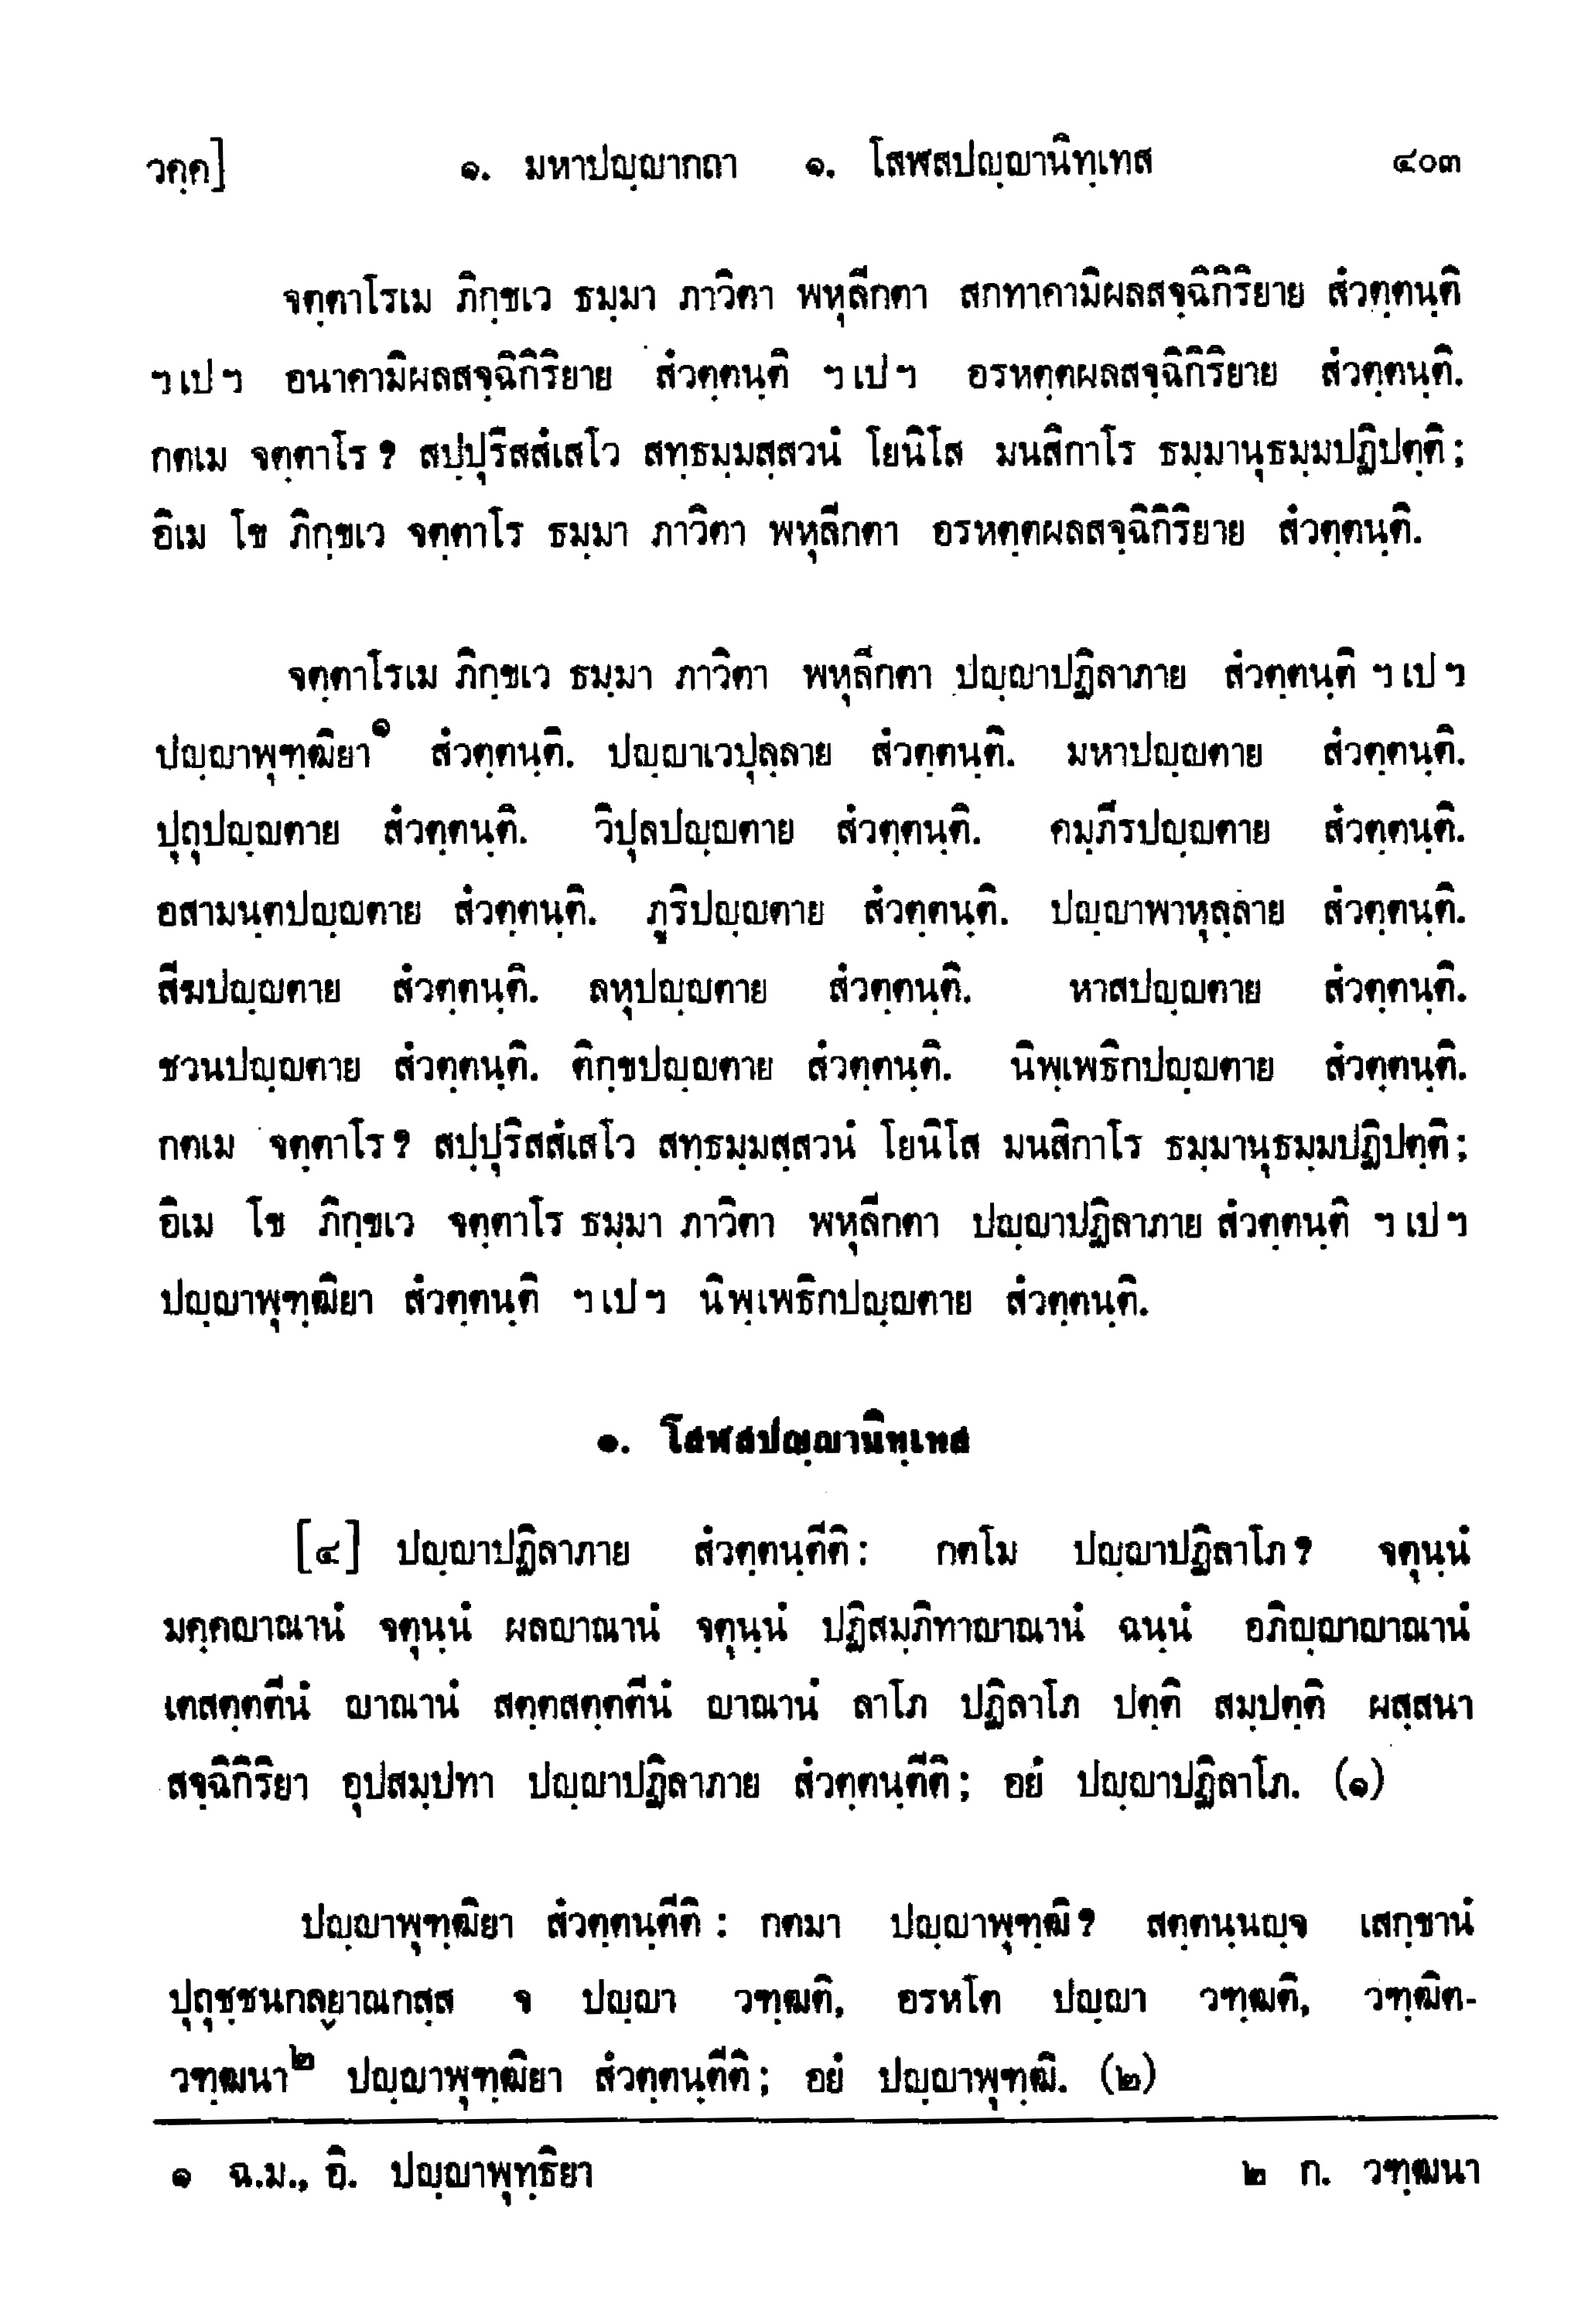 วคฺค]	๑. มหาปญฺญากถา ๑. โสฬสปญฺญานิทฺเทส	๔๐๓
จตฺตาโรเม ภิกฺขเว ธมฺมา ภาวิตา พหุลีกตา สกทาคามิผลสจฺฉิกิริยาย สํวตฺตนฺติ
ฯ เป ฯ อนาคามิผลสจฺฉิกิริยาย สํวตฺตนฺติ ฯ เป ฯ อรหตฺตผลสจฺฉิกิริยาย สํวตฺตนฺติ.
กตเม จตฺตาโร ? สปฺปุริสสํเสโว สทฺธมฺมสฺสวนํ โยนิโส มนสิกาโร ธมฺมานุธมฺมปฏิปตฺติ ;
อิเม โข ภิกฺขเว จตฺตาโร ธมฺมา ภาวิตา พหุลีกตา อรหตฺตผลสจฺฉิกิริยาย สํวตฺตนฺติ.
จตฺตาโรเม ภิกฺขเว ธมฺมา ภาวิตา พหุลีกตา ปญฺญาปฏิลาภาย สํวตฺตนฺติ ฯ เป ฯ
ปญฺญาพุฑฺฒิยา๑ สํวตฺตนฺติ. ปญฺญาเวปุลฺลาย สํวตฺตนฺติ. มหาปญฺญตาย สํวตฺตนฺติ.
ปุถุปญฺญตาย สํวตฺตนฺติ. วิปุลปญฺญตาย สํวตฺตนฺติ. คมฺภีรปญฺญตาย สํวตฺตนฺติ.
อสามนฺตปญฺญตาย สํวตฺตนฺติ. ภูริปญฺญตาย สํวตฺตนฺติ. ปญฺญาพาหุลฺลาย สํวตฺตนฺติ.
สีฆปญฺญตาย สํวตฺตนฺติ. ลหุปญฺญตาย สํวตฺตนฺติ. หาสปญฺญตาย สํวตฺตนฺติ.
ชวนปญฺญตาย สํวตฺตนฺติ. ติกฺขปญฺญตาย สํวตฺตนฺติ. นิพฺเพธิกปญฺญตาย สํวตฺตนฺติ.
กตเม จตฺตาโร ? สปฺปุริสสํเสโว สทฺธมฺมสฺสวนํ โยนิโส มนสิกาโร ธมฺมานุธมฺมปฏิปตฺติ ;
อิเม โข ภิกฺขเว จตฺตาโร ธมฺมา ภาวิตา พหุลีกตา ปญฺญาปฏิลาภาย สํวตฺตนฺติ ฯ เป ฯ
ปญฺญาพุฑฺฒิยา สํวตฺตนฺติ ฯ เป ฯ นิพฺเพธิกปญฺญตาย สํวตฺตนฺติ.
๑. โสฬสปญฺญานิทฺเทส
[๔] ปญฺญาปฏิลาภาย สํวตฺตนฺตีติ : กตโม ปญฺญาปฏิลาโภ ? จตุนฺนํ
มคฺคญาณานํ จตุนฺนํ ผลญาณานํ จตุนฺนํ ปฏิสมฺภิทาญาณานํ ฉนฺนํ อภิญฺญาญาณานํ
เตสตฺตตีนํ ญาณานํ สตฺตสตฺตตีนํ ญาณานํ ลาโภ ปฏิลาโภ ปตฺติ สมฺปตฺติ ผสฺสนา
สจฺฉิกิริยา อุปสมฺปทา ปญฺญาปฏิลาภาย สํวตฺตนฺตีติ ; อยํ ปญฺญาปฏิลาโภ. (๑)
ปญฺญาพุฑฺฒิยา สํวตฺตนฺตีติ : กตมา ปญฺญาพุฑฺฒิ ? สตฺตนฺนญฺจ เสกฺขานํ
ปุถุชฺชนกลฺยาณกสฺส จ ปญฺญา วฑฺฒติ, อรหโต ปญฺญา วฑฺฒติ, วฑฺฒิต-
วฑฺฒนา๒ ปญฺญาพุฑฺฒิยา สํวตฺตนฺตีติ ; อยํ ปญฺญาพุฑฺฒิ. (๒)
๑ ฉ.ม., อิ. ปญฺญาพุทฺธิยา	๒ ก. วฑฺฒนา